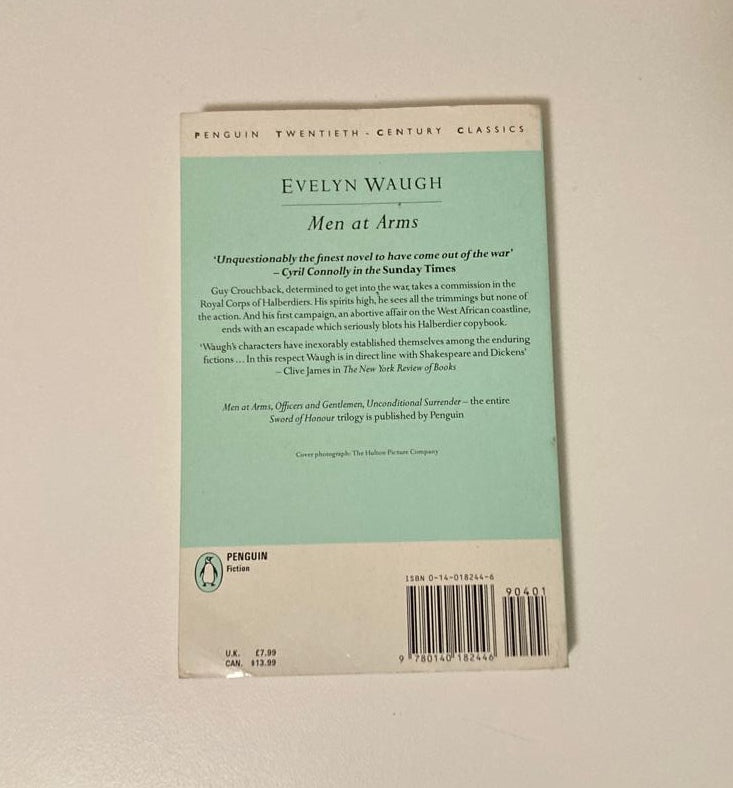 PENGUIN TWENTIETH-CENTURY CLASSICS
EVELYN WAUGH
Men at Arms
'Unquestionably the finest novel to have come out of the war'
– Cyril Connolly in the Sunday Times
Guy Crouchback, determined to get into the war, takes a commission in the
Royal Corps of Halberdiers. His spirits high, he sees all the trimmings but none of
the action. And his first campaign, an abortive affair on the West African coastline,
ends with an escapade which seriously blots his Halberdier copybook.
'Waugh's characters have inexorably established themselves among the enduring
fictions ... In this respect Waugh is in direct line with Shakespeare and Dickens'
– Clive James in The New York Review of Books
Men at Arms, Officers and Gentlemen, Unconditional Surrender – the entire
Sword of Honour trilogy is published by Penguin
Cover photograph: The Hulton Picture Company
PENGUIN
Fiction
ISBN 0-14-018244-6
90401
9 780140 182446
U.K. £7.99
CAN. $13.99